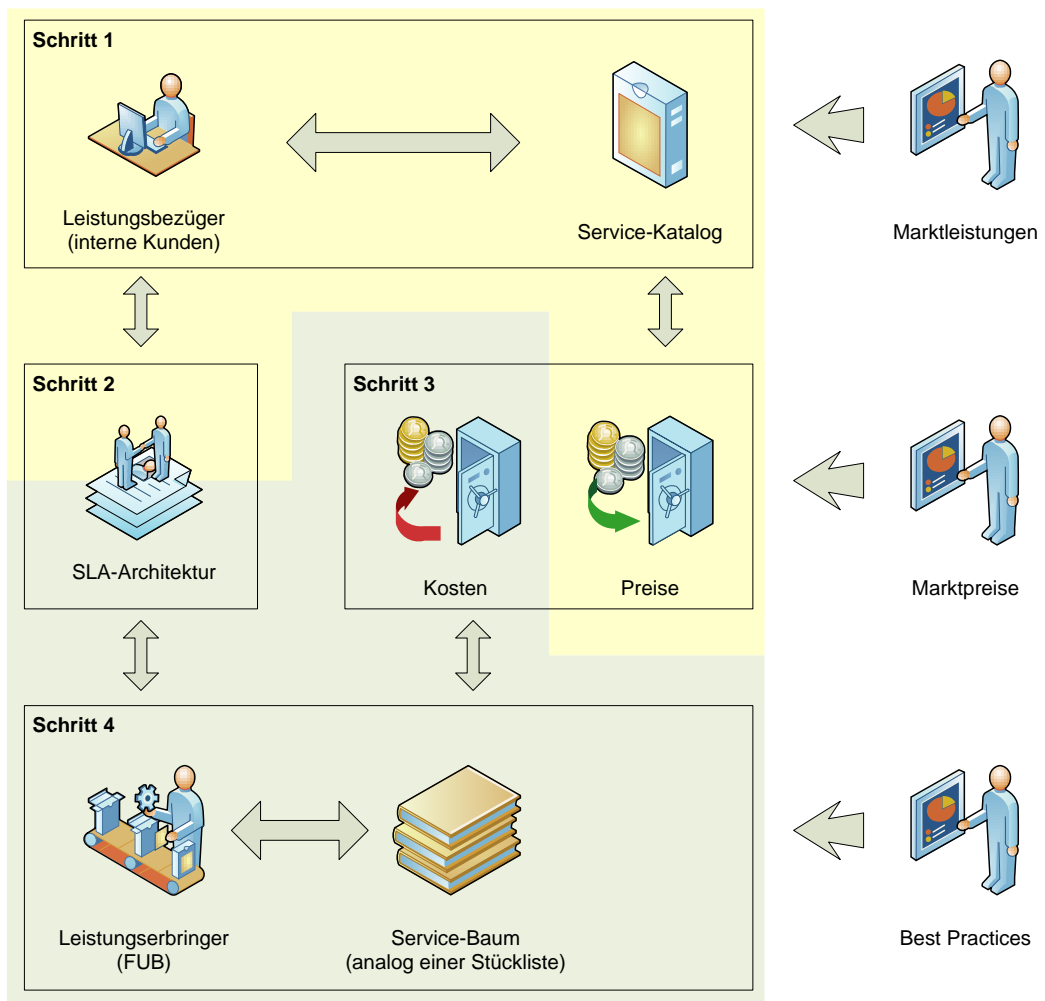 Schritt 1
Leistungsbezüger
(interne Kunden)
Service-Katalog
Marktleistungen
Schritt 2
SLA-Architektur
Schritt 3
Kosten
Preise
Marktpreise
Schritt 4
Leistungserbringer
(FUB)
Service-Baum
(analog einer Stückliste)
Best Practices